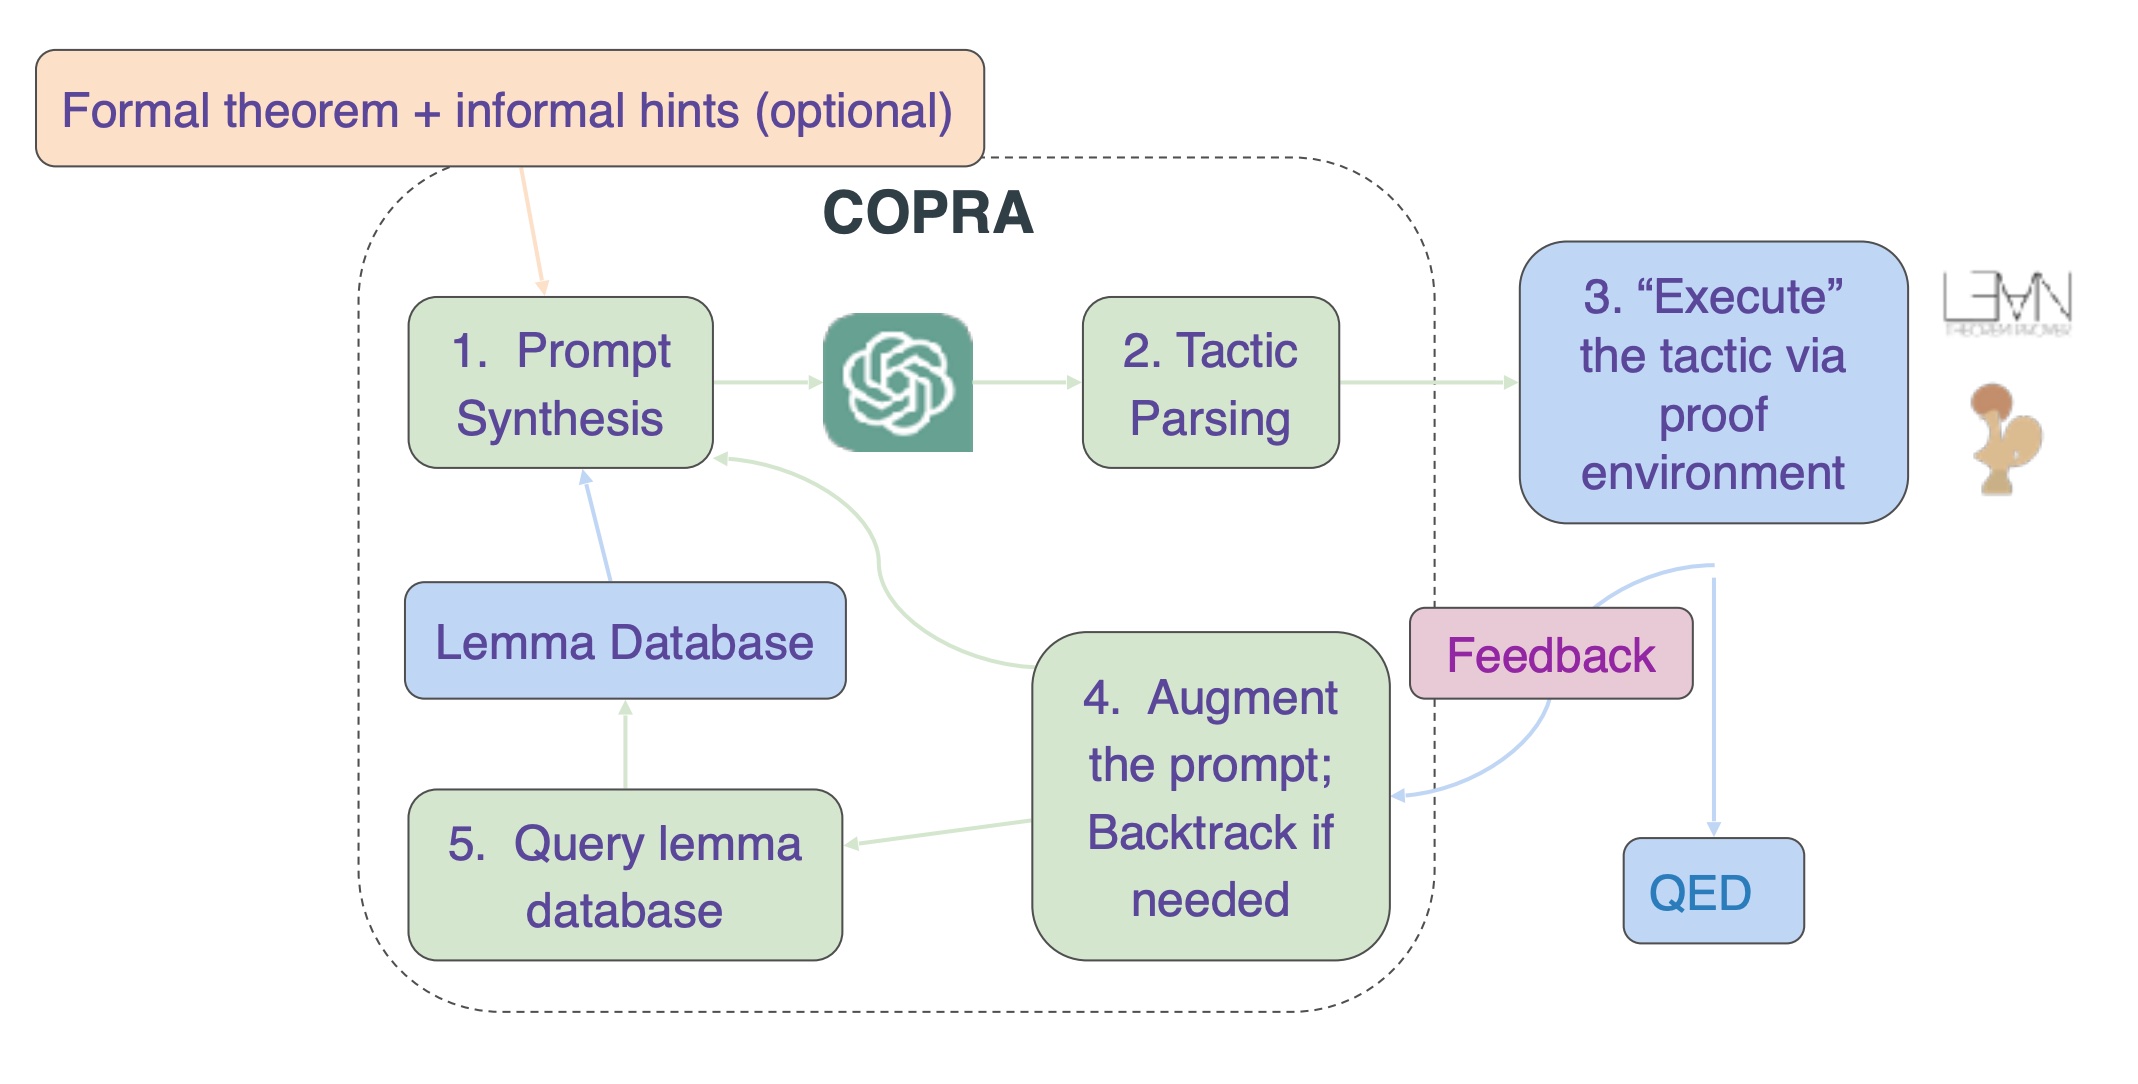 Formal theorem + informal hints (optional)
COPRA
1. Prompt
Synthesis
2. Tactic
Parsing
3. “Execute”
the tactic via
proof
environment
L∃∀N
THEOREM PROVER
Lemma Database
Feedback
4. Augment
the prompt;
Backtrack if
needed
5. Query lemma
database
QED